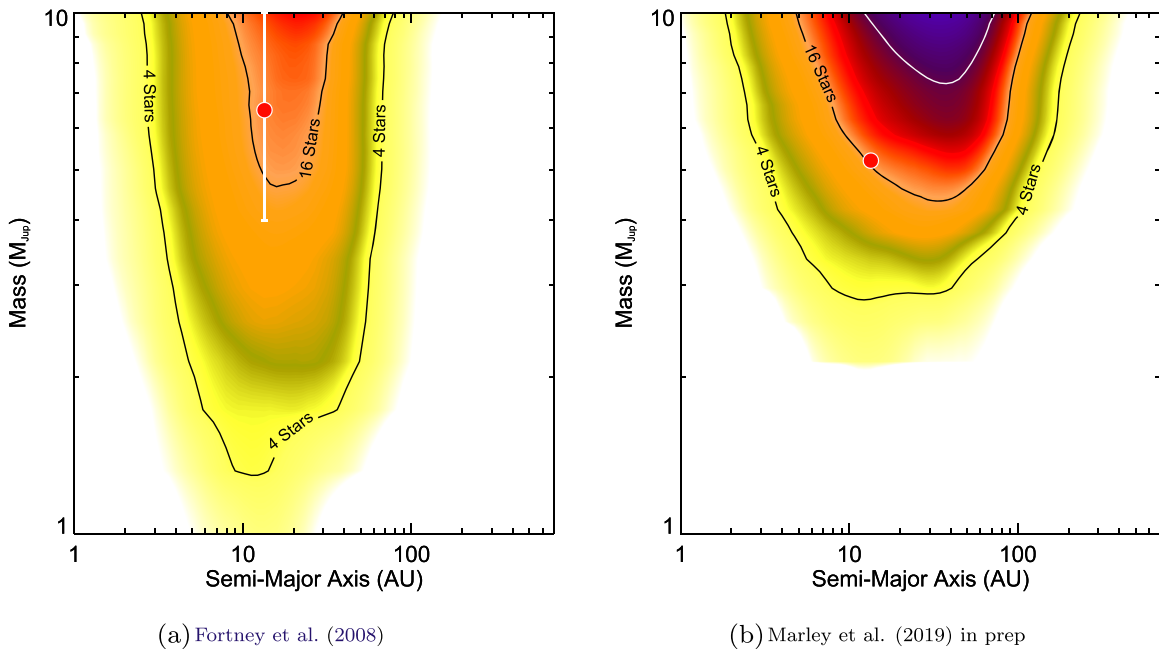 10
4 Stars
16 Stars
4 Stars
4 Stars
1
Mass (MJup)
1 10 100
Semi-Major Axis (AU)
(a) Fortney et al. (2008)
10
16 Stars
4 Stars
4 Stars
1
Mass (MJup)
1 10 100
Semi-Major Axis (AU)
(b) Marley et al. (2019) in prep